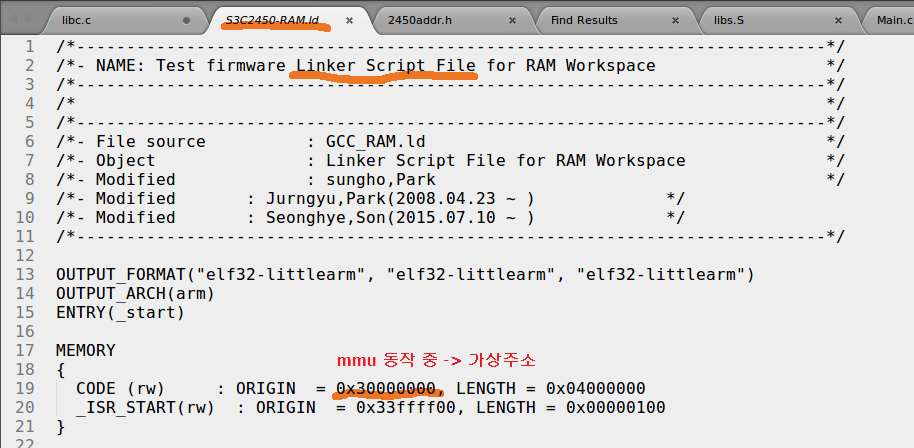 libc.c S3C2450-RAM.ld × 2450addr.h × Find Results × libs.S × Main.c
1 /*---------------------------------------------------------------------------*/
2 /*- NAME: Test firmware Linker Script File for RAM Workspace */
3 /*---------------------------------------------------------------------------*/
4 /* */
5 /*---------------------------------------------------------------------------*/
6 /*- File source : GCC_RAM.ld */
7 /*- Object : Linker Script File for RAM Workspace */
8 /*- Modified : sungho,Park */
9 /*- Modified : Jurngyu,Park(2008.04.23 ~ ) */
10 /*- Modified : Seonghye,Son(2015.07.10 ~ ) */
11 /*---------------------------------------------------------------------------*/
12
13 OUTPUT_FORMAT("elf32-littlearm", "elf32-littlearm", "elf32-littlearm")
14 OUTPUT_ARCH(arm)
15 ENTRY(_start)
16
17 MEMORY
mmu 동작 중 -> 가상주소
18 {
19 CODE (rw) : ORIGIN = 0x30000000, LENGTH = 0x04000000
20 _ISR_START(rw) : ORIGIN = 0x33ffff00, LENGTH = 0x00000100
21 }
22